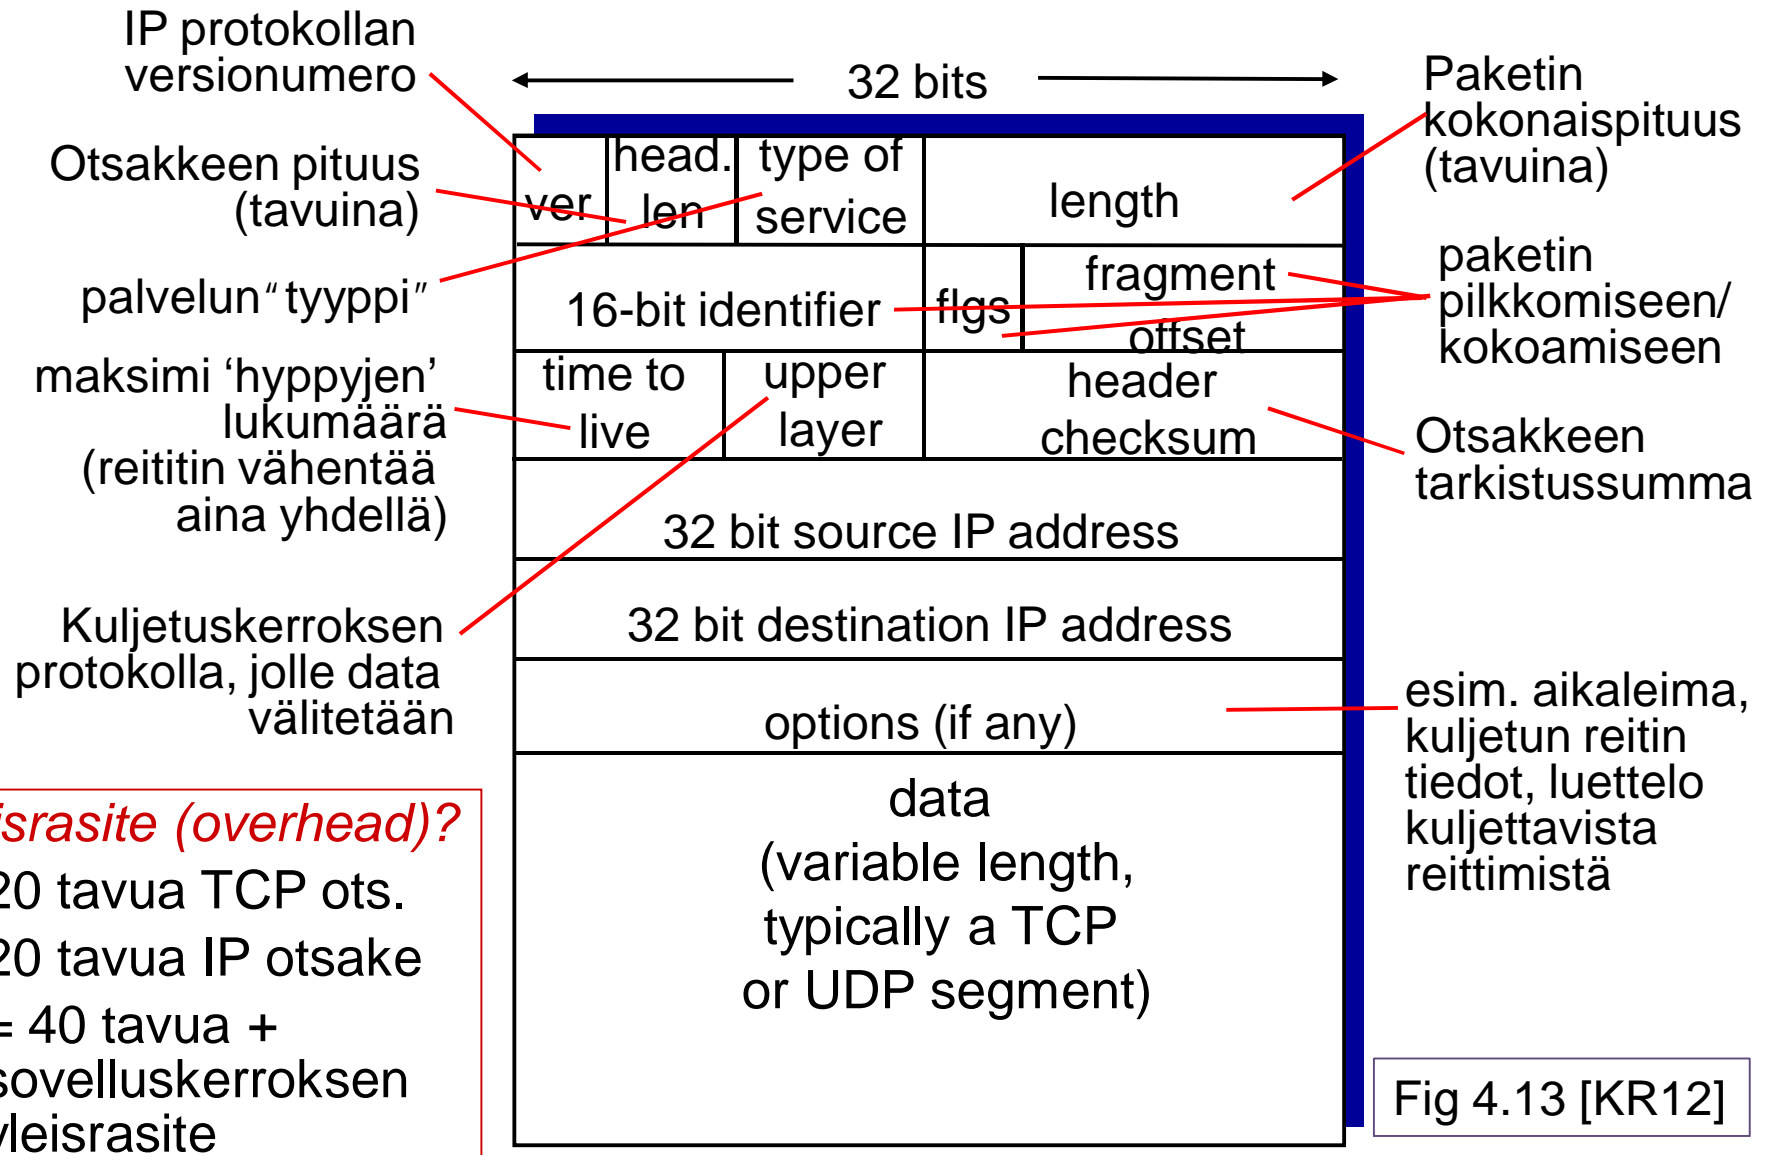 IP protokollan
versionumero
32 bits
Paketin
kokonaispituus
(tavuina)
Otsakkeen pituus
(tavuina)
ver
head.
len
type of
service
length
palvelun “tyyppi”
16-bit identifier
flgs
fragment
offset
paketin
pilkkomiseen/
kokoamiseen
maksimi ‘hyppyjen’
lukumäärä
(reititin vähentää
aina yhdellä)
time to
live
upper
layer
header
checksum
Otsakkeen
tarkistussumma
32 bit source IP address
Kuljetuskerroksen
protokolla, jolle data
välitetään
32 bit destination IP address
options (if any)
esim. aikaleima,
kuljetun reitin
tiedot, luettelo
kuljettavista
reittimistä
data
(variable length,
typically a TCP
or UDP segment)
israsite (overhead)?
20 tavua TCP ots.
20 tavua IP otsake
= 40 tavua +
sovelluskerroksen
yleisrasite
Fig 4.13 [KR12]